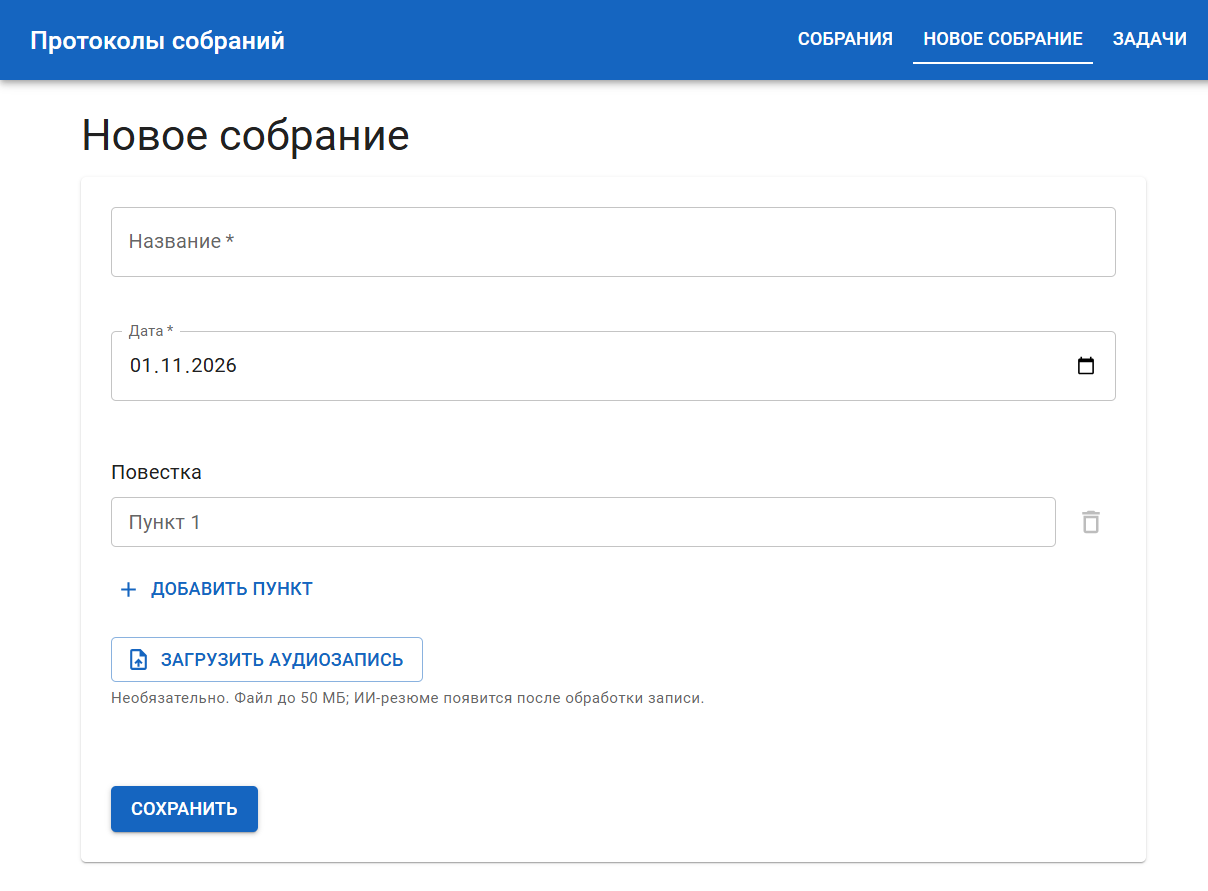 Протоколы собраний
СОБРАНИЯ
НОВОЕ СОБРАНИЕ
ЗАДАЧИ
Новое собрание
Название *
Дата *
01.11.2026
Повестка
Пункт 1
ДОБАВИТЬ ПУНКТ
ЗАГРУЗИТЬ АУДИОЗАПИСЬ
Необязательно. Файл до 50 МБ; ИИ-резюме появится после обработки записи.
СОХРАНИТЬ